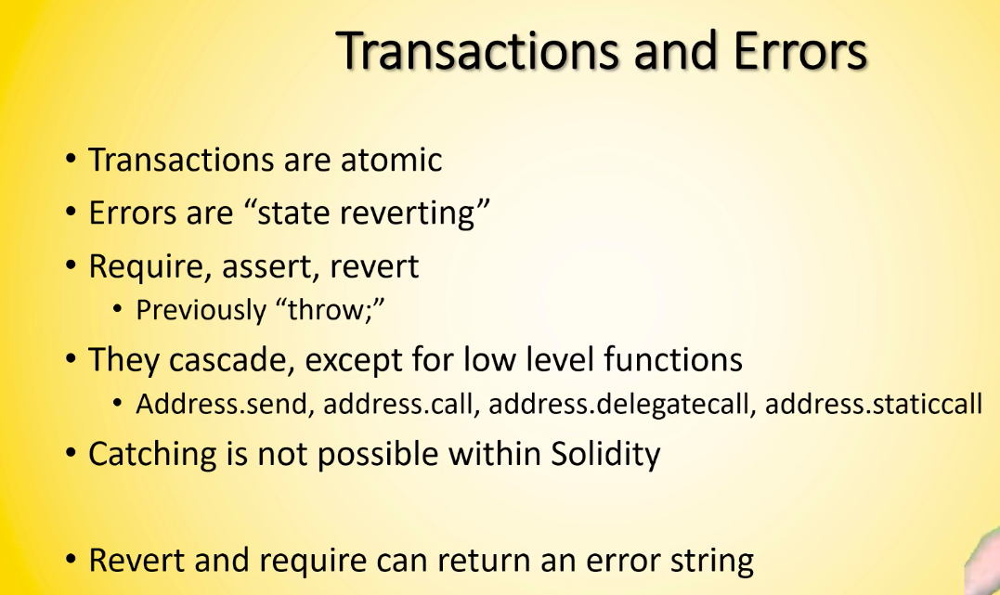 Transactions and Errors
• Transactions are atomic
• Errors are “state reverting”
• Require, assert, revert
• Previously “throw;”
• They cascade, except for low level functions
• Address.send, address.call, address.delegatecall, address.staticcall
• Catching is not possible within Solidity
• Revert and require can return an error string